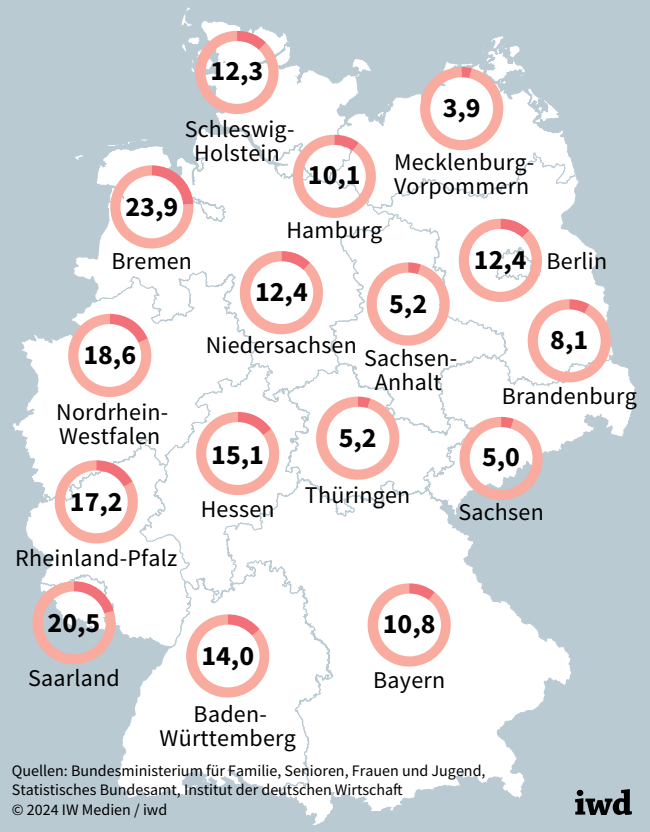 12,3
Schleswig-
Holstein
3,9
Mecklenburg-
Vorpommern
10,1
Hamburg
23,9
Bremen
12,4
Berlin
12,4
Niedersachsen
5,2
Sachsen-
Anhalt
8,1
Brandenburg
18,6
Nordrhein-
Westfalen
15,1
Hessen
5,2
Thüringen
5,0
Sachsen
17,2
Rheinland-Pfalz
20,5
Saarland
14,0
Baden-
Württemberg
10,8
Bayern
Quellen: Bundesministerium für Familie, Senioren, Frauen und Jugend,
Statistisches Bundesamt, Institut der deutschen Wirtschaft
© 2024 IW Medien / iwd
iwd